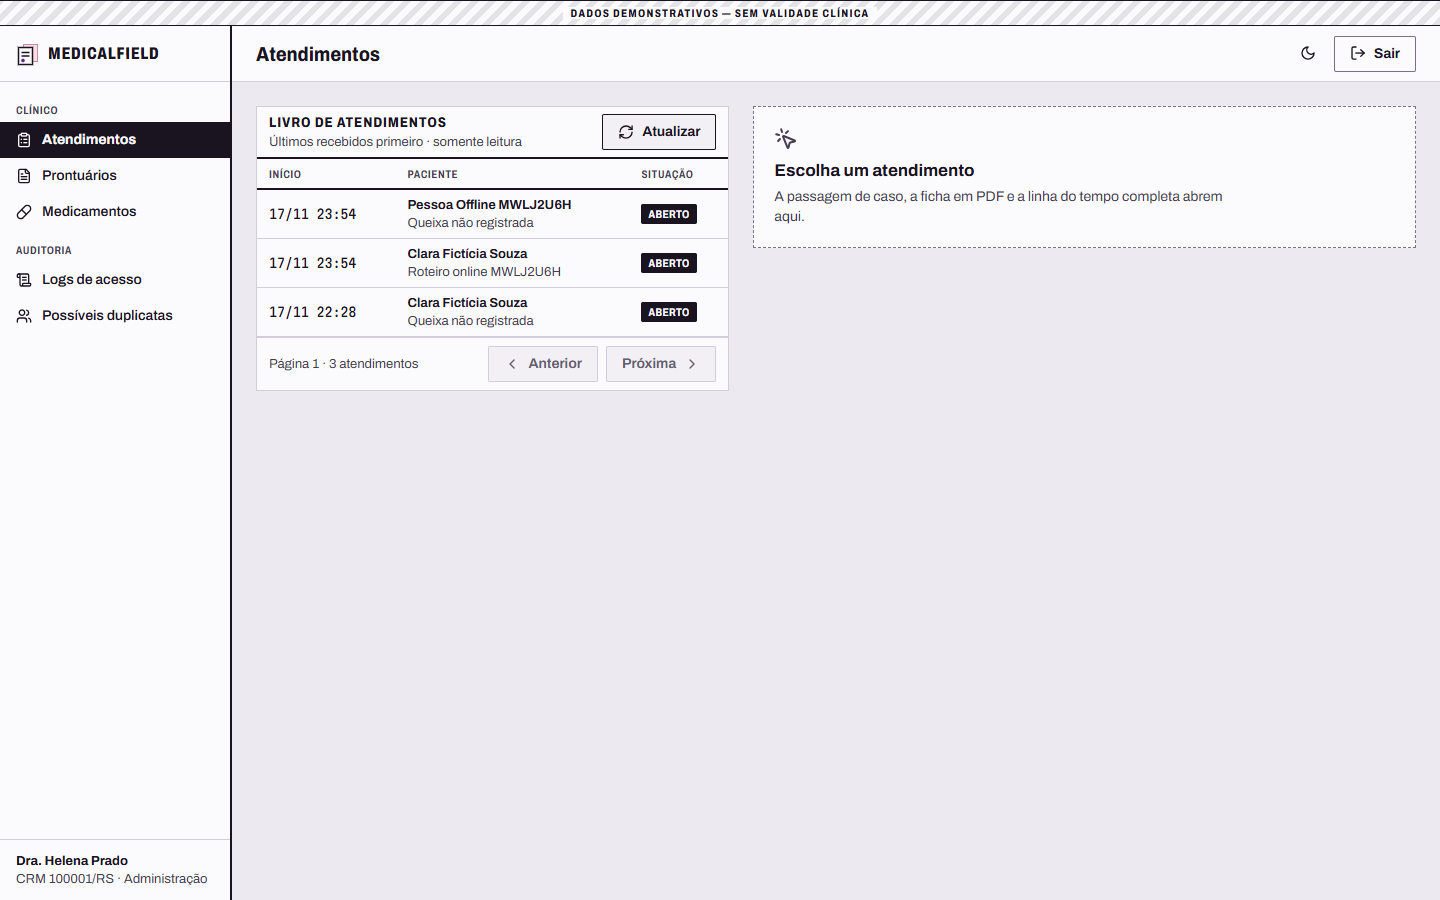 DADOS DEMONSTRATIVOS — SEM VALIDADE CLÍNICA
MEDICALFIELD
Atendimentos
Sair
CLÍNICO
Atendimentos
Prontuários
Medicamentos
AUDITORIA
Logs de acesso
Possíveis duplicatas
LIVRO DE ATENDIMENTOS
Últimos recebidos primeiro · somente leitura
Atualizar
INÍCIO PACIENTE SITUAÇÃO
17/11 23:54 Pessoa Offline MWLJ2U6H ABERTO
Queixa não registrada
17/11 23:54 Clara Fictícia Souza ABERTO
Roteiro online MWLJ2U6H
17/11 22:28 Clara Fictícia Souza ABERTO
Queixa não registrada
Página 1 · 3 atendimentos Anterior Próxima
Escolha um atendimento
A passagem de caso, a ficha em PDF e a linha do tempo completa abrem
aqui.
Dra. Helena Prado
CRM 100001/RS · Administração